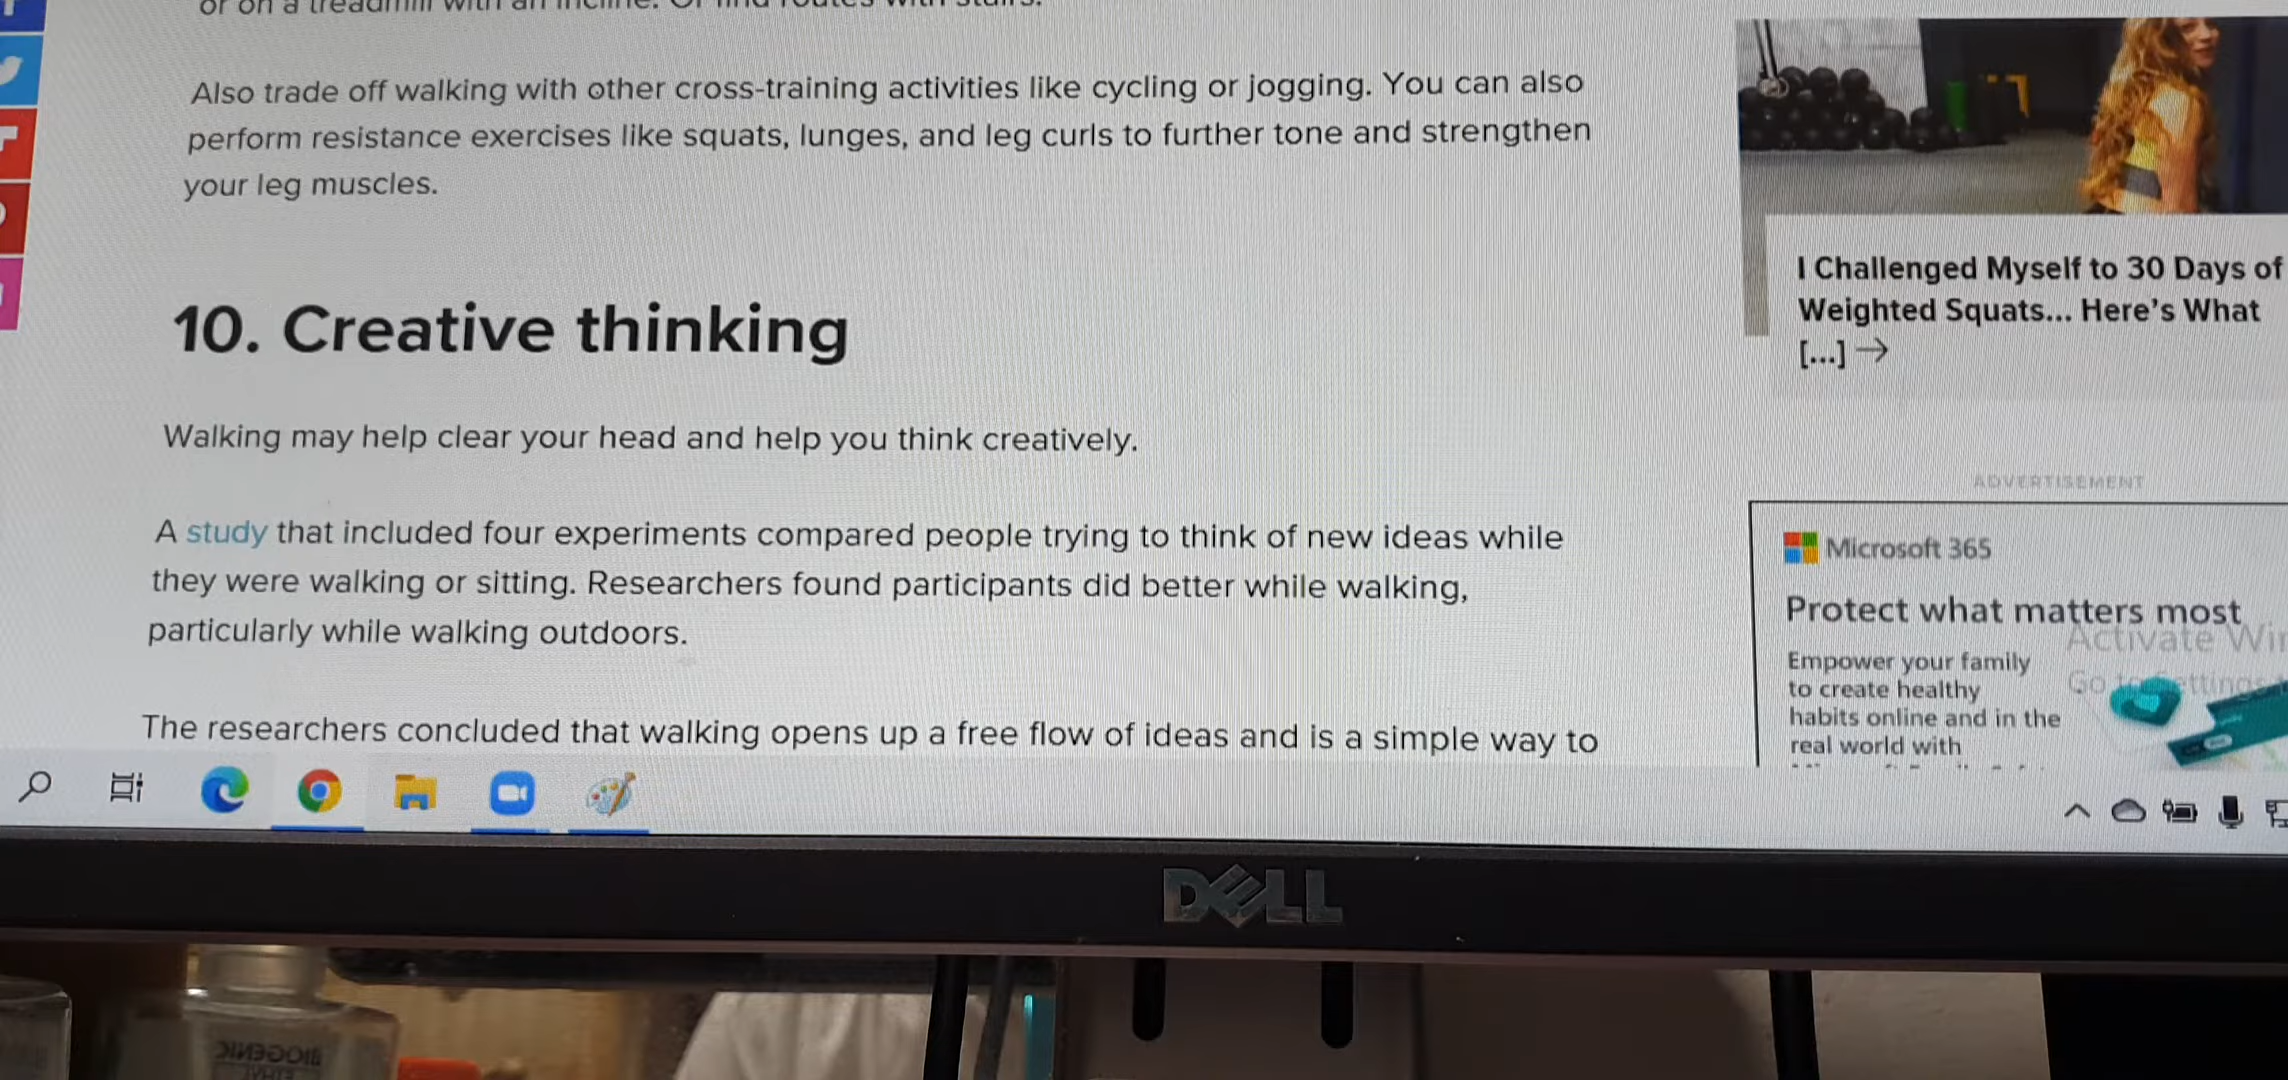 Also trade off walking with other cross-training activities like cycling or jogging. You can also
perform resistance exercises like squats, lunges, and leg curls to further tone and strengthen
your leg muscles.
10. Creative thinking
Walking may help clear your head and help you think creatively.
A study that included four experiments compared people trying to think of new ideas while
they were walking or sitting. Researchers found participants did better while walking,
particularly while walking outdoors.
The researchers concluded that walking opens up a free flow of ideas and is a simple way to
I Challenged Myself to 30 Days of
Weighted Squats... Here's What
[...] →
ADVERTISEMENT
Microsoft 365
Protect what matters most
Activate
Empower your family
to create healthy
habits online and in the
real world with
Go to
DELL